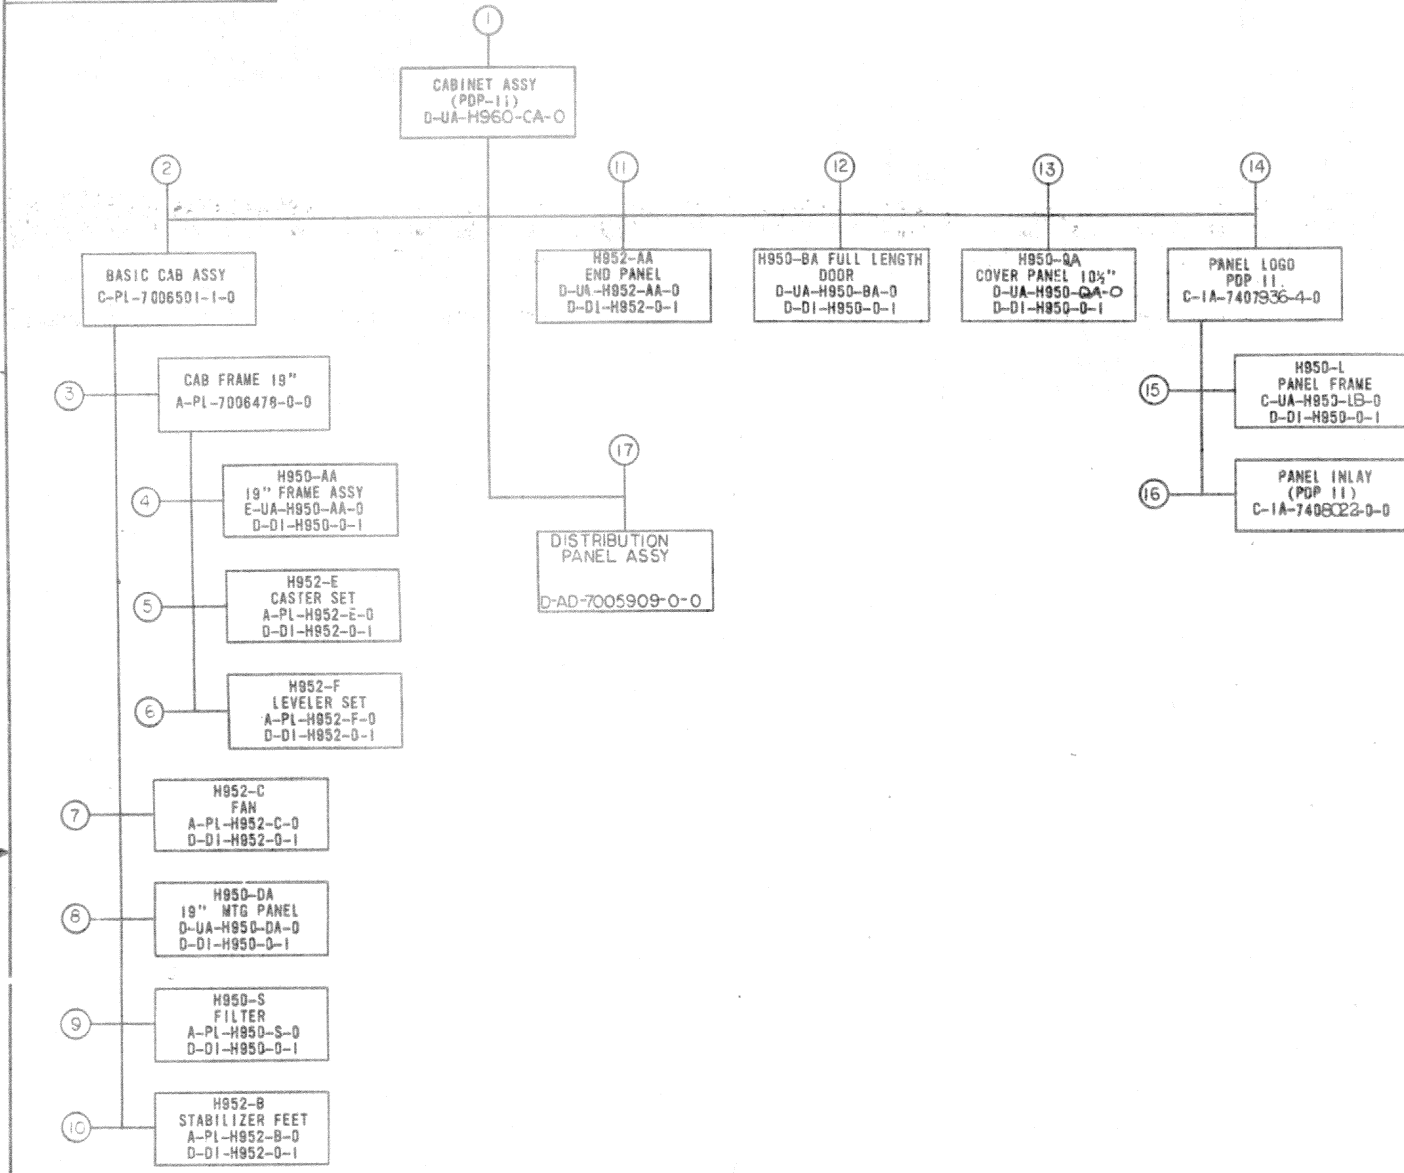 1
CABINET ASSY
(PDP-11)
D-UA-H960-CA-0
2
11
12
13
14
BASIC CAB ASSY
C-PL-7006501-1-0
H952-AA
END PANEL
D-UA-H952-AA-0
D-DI-H952-0-1
H950-BA FULL LENGTH
DOOR
D-UA-H950-BA-0
D-DI-H950-0-1
H950-QA
COVER PANEL 10½"
D-UA-H950-QA-0
D-DI-H950-0-1
PANEL LOGO
PDP 11
C-IA-7407936-4-0
3
CAB FRAME 19"
A-PL-7006478-0-0
15
H950-L
PANEL FRAME
C-UA-H950-LB-0
D-DI-H950-0-1
4
H950-AA
19" FRAME ASSY
E-UA-H950-AA-0
D-DI-H950-0-1
17
DISTRIBUTION
PANEL ASSY
D-AD-7005909-0-0
16
PANEL INLAY
(PDP 11)
C-IA-7408022-0-0
5
H952-E
CASTER SET
A-PL-H952-E-0
D-DI-H952-0-1
6
H952-F
LEVELER SET
A-PL-H952-F-0
D-DI-H952-0-1
7
H952-C
FAN
A-PL-H952-C-0
D-DI-H952-0-1
8
H950-DA
19" MTG PANEL
D-UA-H950-DA-0
D-DI-H950-0-1
9
H950-S
FILTER
A-PL-H950-S-0
D-DI-H950-0-1
10
H952-B
STABILIZER FEET
A-PL-H952-B-0
D-DI-H952-0-1